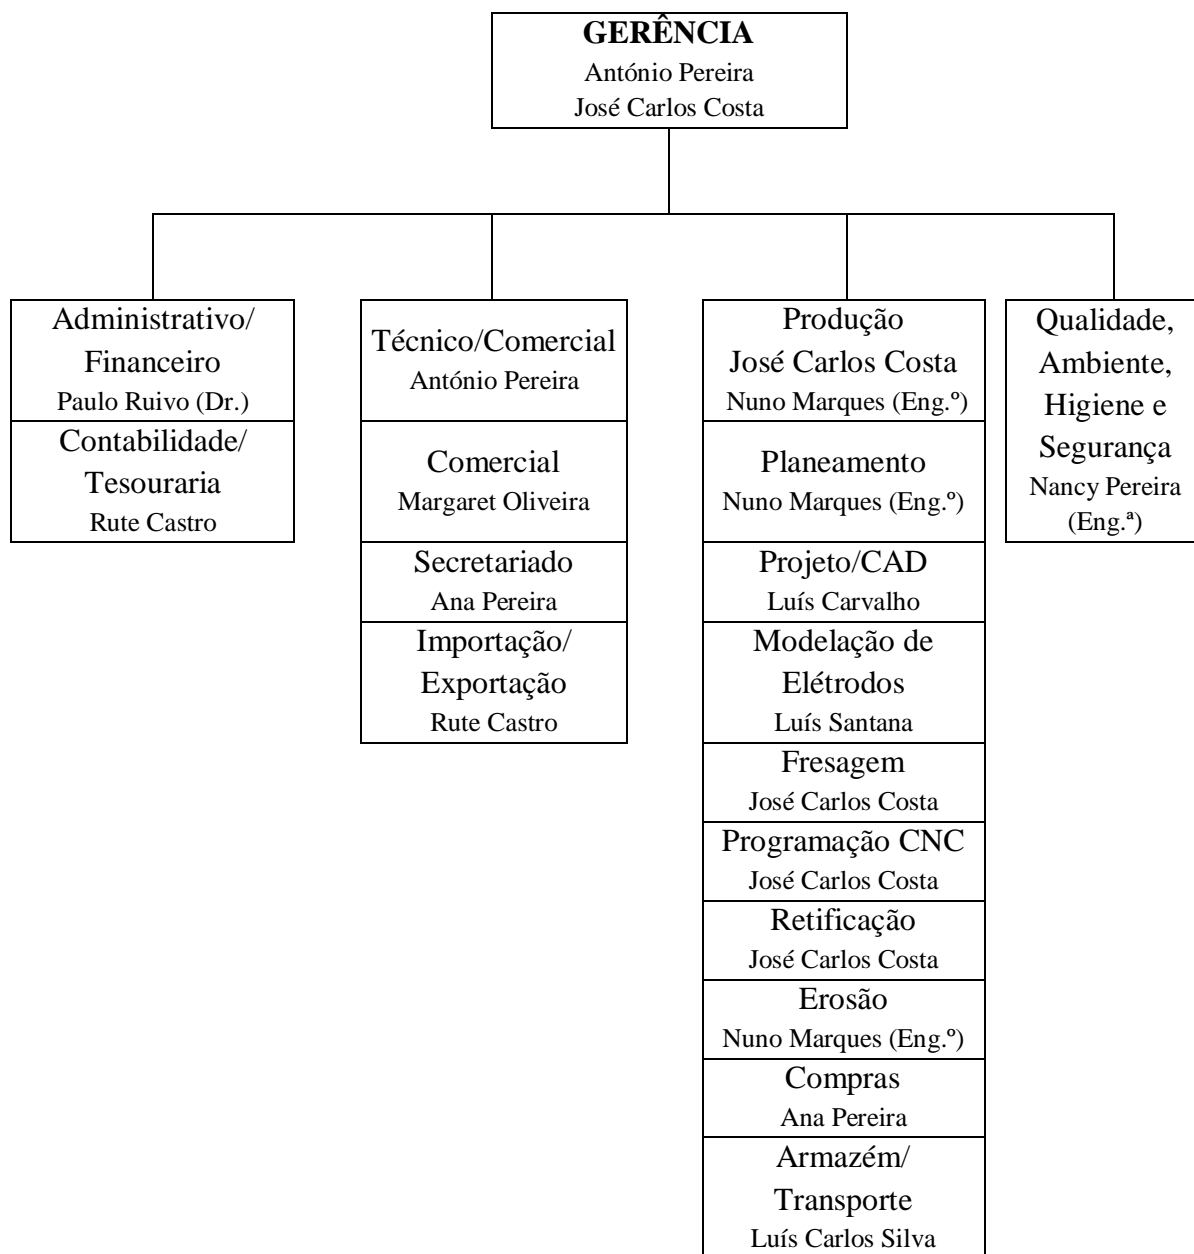 GERÊNCIA
António Pereira
José Carlos Costa
Administrativo/
Financeiro
Paulo Ruivo (Dr.)
Contabilidade/
Tesouraria
Rute Castro
Técnico/Comercial
António Pereira
Comercial
Margaret Oliveira
Secretariado
Ana Pereira
Importação/
Exportação
Rute Castro
Produção
José Carlos Costa
Nuno Marques (Eng.º)
Planeamento
Nuno Marques (Eng.º)
Projeto/CAD
Luís Carvalho
Modelação de
Elétrodos
Luís Santana
Fresagem
José Carlos Costa
Programação CNC
José Carlos Costa
Retificação
José Carlos Costa
Erosão
Nuno Marques (Eng.º)
Compras
Ana Pereira
Armazém/
Transporte
Luís Carlos Silva
Qualidade,
Ambiente,
Higiene e
Segurança
Nancy Pereira
(Eng.ª)